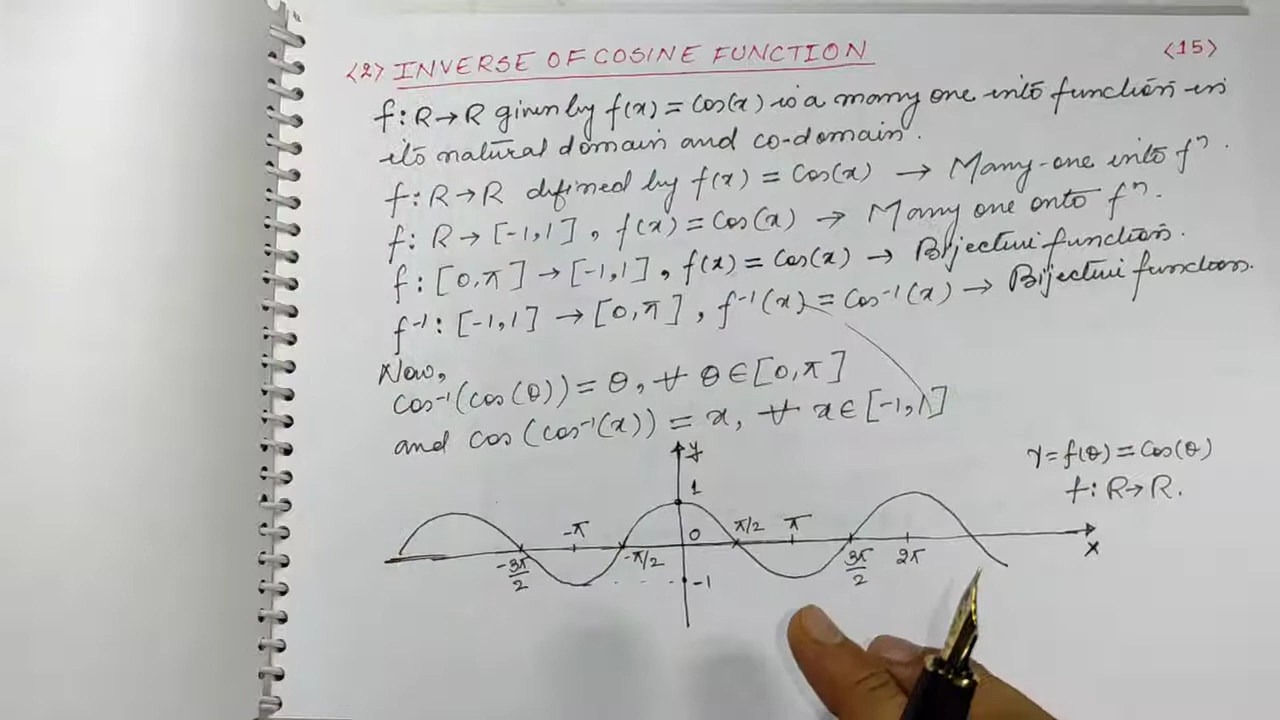 <2> INVERSE OF COSINE FUNCTION <15>
f: R→R given by f(x) = cos(x) is a many one into function in
its natural domain and co-domain.
f: R→R defined by f(x) = cos(x) → Many-one into fⁿ.
f: R→[-1,1], f(x) = cos(x) → Many one onto fⁿ.
f: [0,π]→[-1,1], f(x) = cos(x) → Bijective function.
f⁻¹: [-1,1] → [0,π], f⁻¹(x) = cos⁻¹(x) → Bijective function.
Now,
cos⁻¹(cos(θ)) = θ, ∀ θ∈[0,π]
and cos(cos⁻¹(x)) = x, ∀ x∈[-1,1]
y
y=f(θ)=cos(θ)
1
f: R→R.
-π 0 π/2 π
-3π/2 -π/2 3π/2 2π x
-1